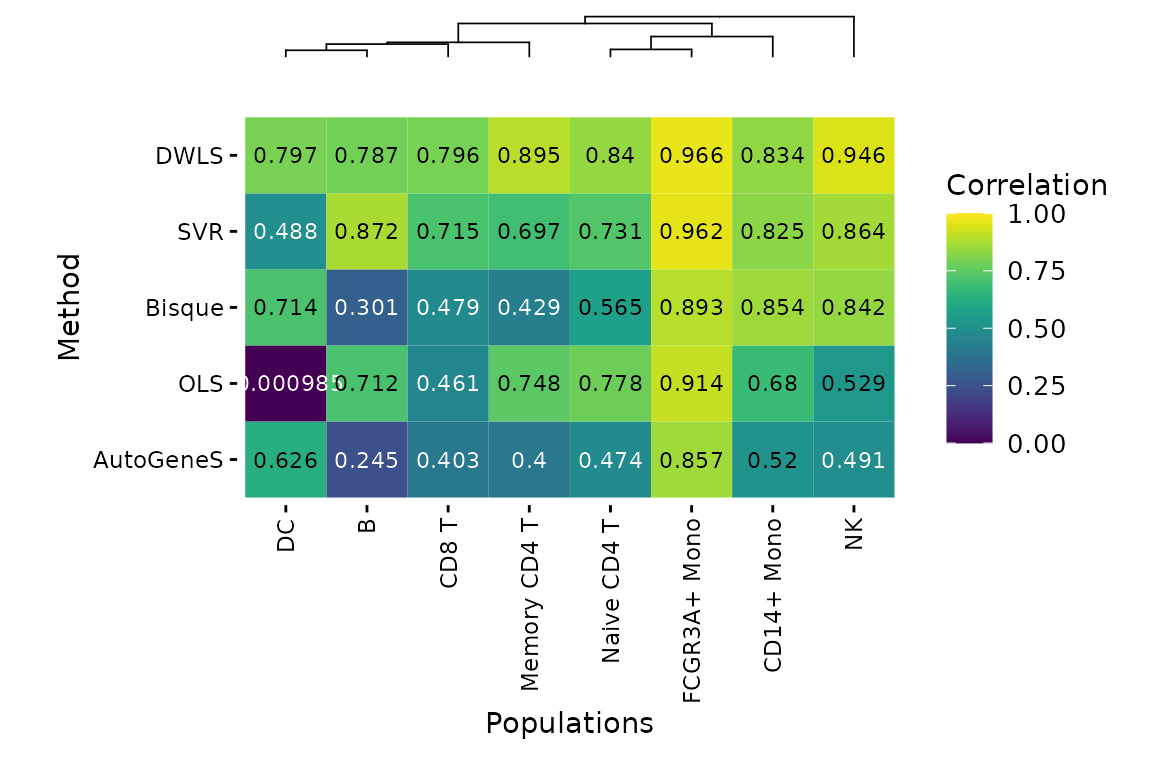 DWLS 0.797 0.787 0.796 0.895 0.84 0.966 0.834 0.946
SVR 0.488 0.872 0.715 0.697 0.731 0.962 0.825 0.864
Bisque 0.714 0.301 0.479 0.429 0.565 0.893 0.854 0.842
OLS 0.000985 0.712 0.461 0.748 0.778 0.914 0.68 0.529
AutoGeneS 0.626 0.245 0.403 0.4 0.474 0.857 0.52 0.491
Method
DC
B
CD8 T
Memory CD4 T
Naive CD4 T
FCGR3A+ Mono
CD14+ Mono
NK
Populations
Correlation
1.00
0.75
0.50
0.25
0.00